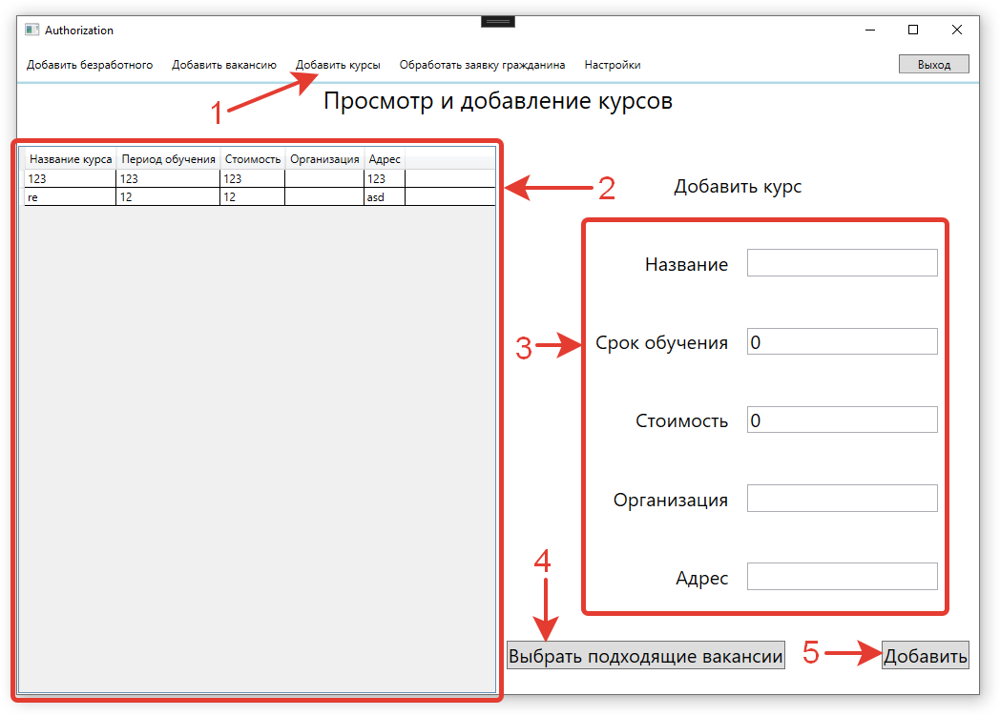 Authorization
Добавить безработного Добавить вакансию Добавить курсы Обработать заявку гражданина Настройки Выход
Просмотр и добавление курсов
1
Название курса Период обучения Стоимость Организация Адрес
123 123 123 123
re 12 12 asd
2
Добавить курс
Название
3
Срок обучения 0
Стоимость 0
Организация
Адрес
4
Выбрать подходящие вакансии
5
Добавить